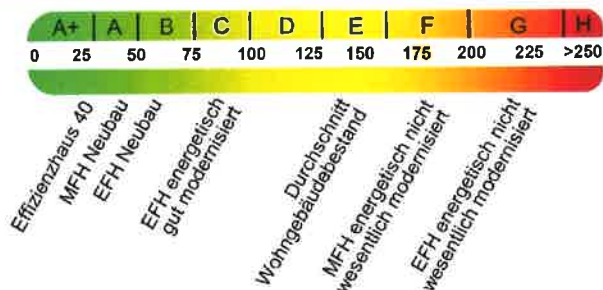 A+ A B C D E F G H
0 25 50 75 100 125 150 175 200 225 >250
Effizienzhaus 40
MFH Neubau
EFH Neubau
EFH energetisch
gut modernisiert
Durchschnitt
Wohngebäudebestand
MFH energetisch nicht
wesentlich modernisiert
EFH energetisch nicht
wesentlich modernisiert